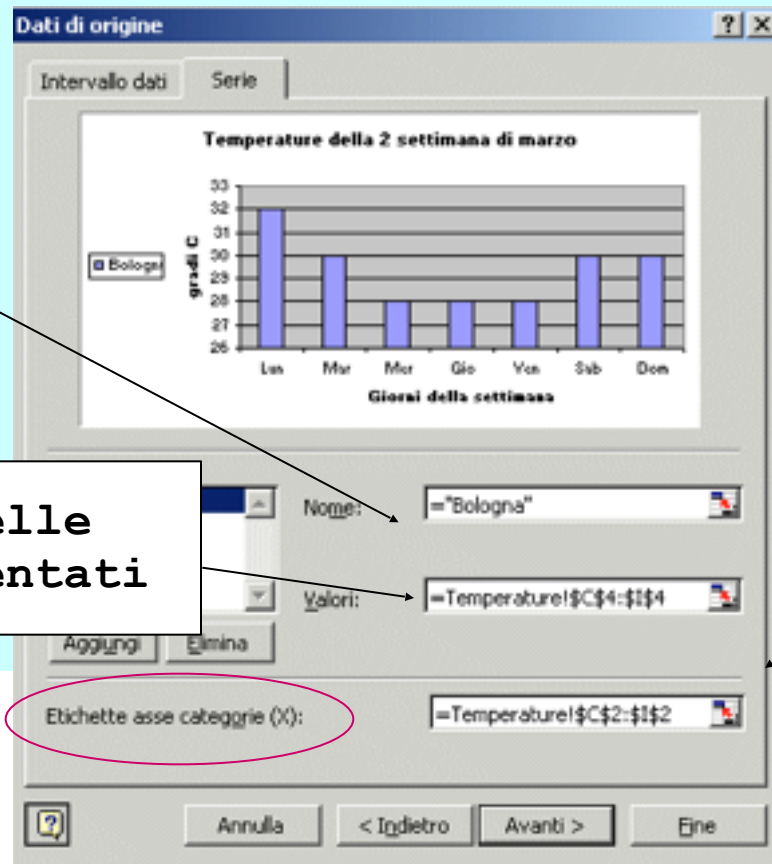 Dati di origine
Intervallo dati Serie
Temperature della 2 settimana di marzo
33
32
31
30
29
28
27
26
gradi C
Bologn
Lun Mar Mer Gio Ven Sab Dom
Giorni della settimana
elle
entati
Nome: ="Bologna"
Valori: =Temperature!$C$4:$I$4
Aggiungi Elimina
Etichette asse categorie (X): =Temperature!$C$2:$I$2
Annulla < Indietro Avanti > Fine